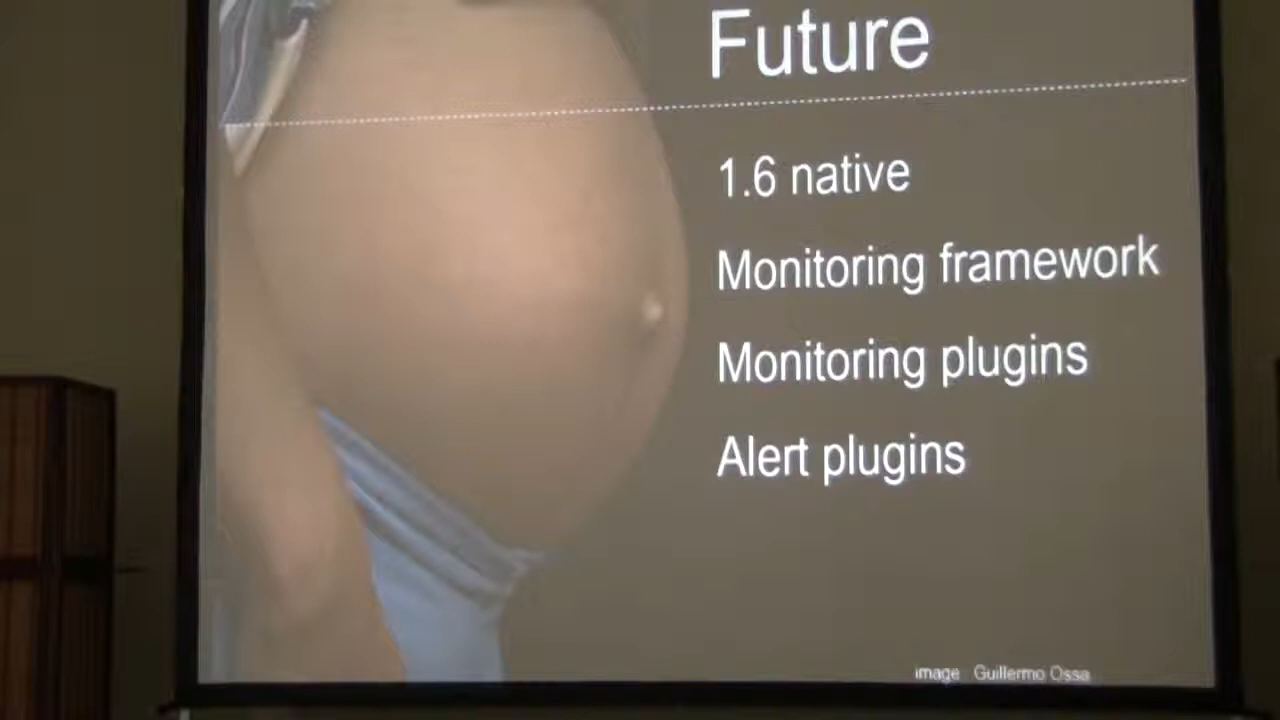 Future
1.6 native
Monitoring framework
Monitoring plugins
Alert plugins
image Guillermo Ossa